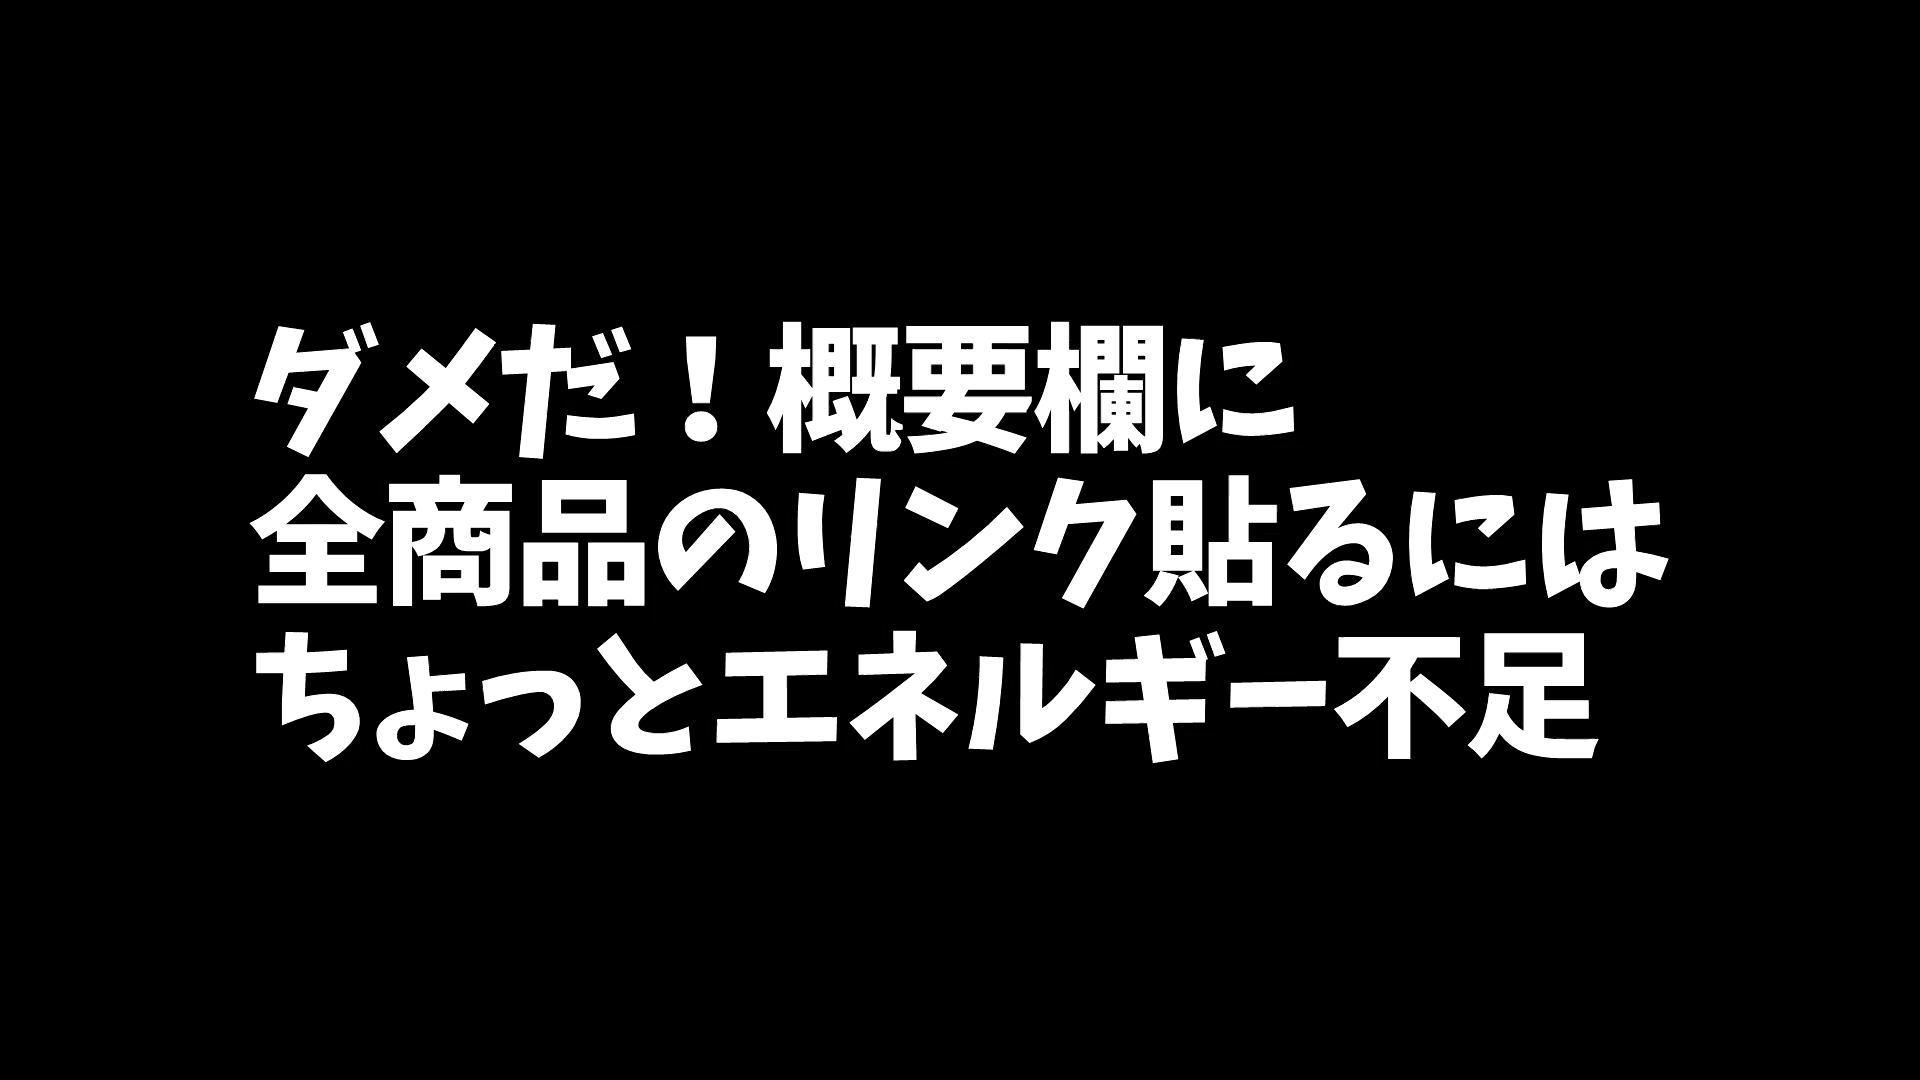 ダメだ！概要欄に
全商品のリンク貼るには
ちょっとエネルギー不足